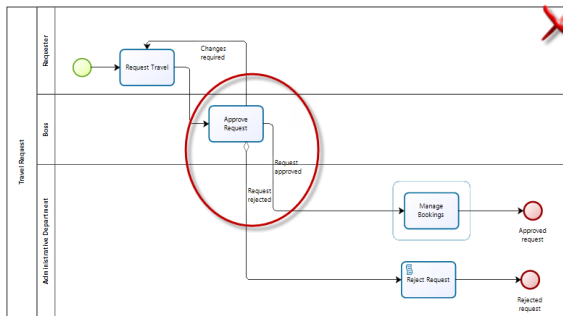 Travel Request
Requester
Boss
Administrative Department
Request Travel
Changes
required
Approve
Request
Request
approved
Request
rejected
Manage
Bookings
Approved
request
Reject Request
Rejected
request